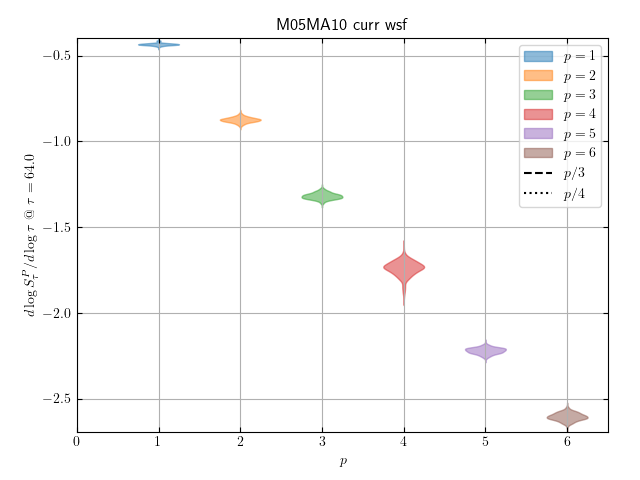 M05MA10 curr wsf
d log S_τ^P / d log τ @ τ = 64.0
−0.5
−1.0
−1.5
−2.0
−2.5
0 1 2 3 4 5 6
p
p = 1
p = 2
p = 3
p = 4
p = 5
p = 6
p/3
p/4